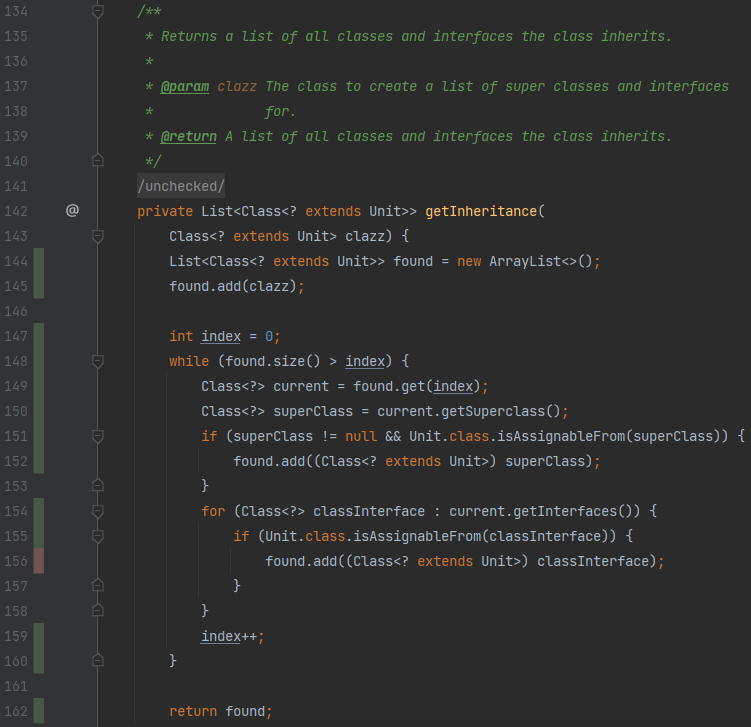 134 /**
135 * Returns a list of all classes and interfaces the class inherits.
136 *
137 * @param clazz The class to create a list of super classes and interfaces
138 *              for.
139 * @return A list of all classes and interfaces the class inherits.
140 */
141 /unchecked/
142 @ private List<Class<? extends Unit>> getInheritance(
143 Class<? extends Unit> clazz) {
144 List<Class<? extends Unit>> found = new ArrayList<>();
145 found.add(clazz);
146
147 int index = 0;
148 while (found.size() > index) {
149 Class<?> current = found.get(index);
150 Class<?> superClass = current.getSuperclass();
151 if (superClass != null && Unit.class.isAssignableFrom(superClass)) {
152 found.add((Class<? extends Unit>) superClass);
153 }
154 for (Class<?> classInterface : current.getInterfaces()) {
155 if (Unit.class.isAssignableFrom(classInterface)) {
156 found.add((Class<? extends Unit>) classInterface);
157 }
158 }
159 index++;
160 }
161
162 return found;